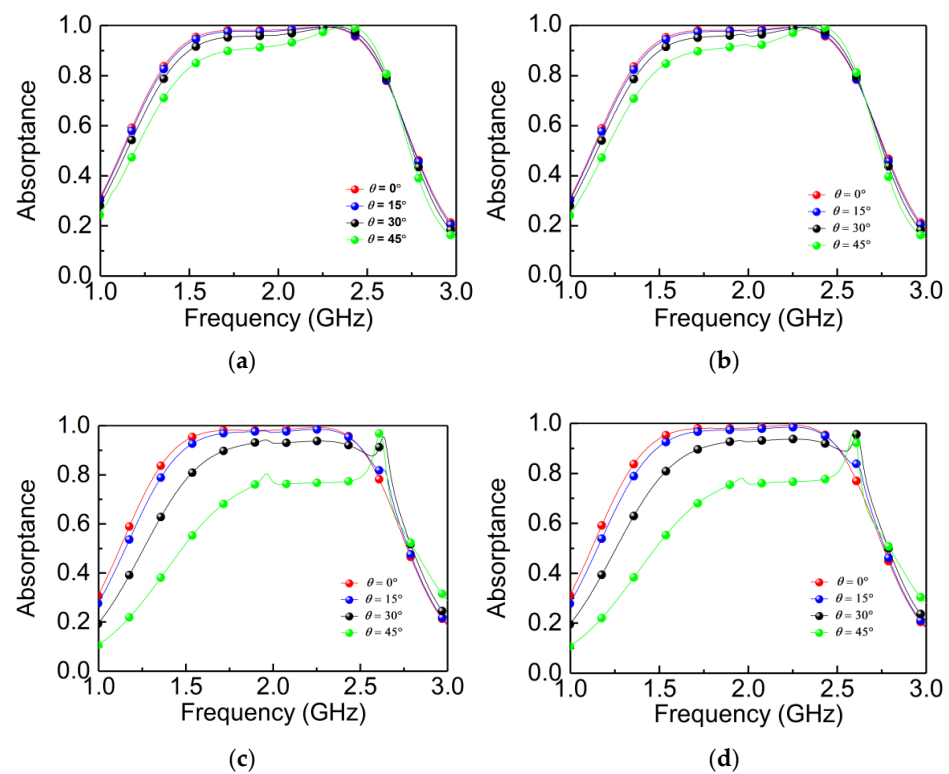 1.0 1.0
0.8 0.8
Absorptance Absorptance
0.6 0.6
0.4 0.4
θ = 0° θ = 0°
θ = 15° θ = 15°
0.2 0.2
θ = 30° θ = 30°
θ = 45° θ = 45°
0.0 0.0
1.0 1.5 2.0 2.5 3.0 1.0 1.5 2.0 2.5 3.0
Frequency (GHz) Frequency (GHz)
(a) (b)
1.0 1.0
0.8 0.8
Absorptance Absorptance
0.6 0.6
0.4 0.4
θ = 0° θ = 0°
θ = 15° θ = 15°
0.2 0.2
θ = 30° θ = 30°
θ = 45° θ = 45°
0.0 0.0
1.0 1.5 2.0 2.5 3.0 1.0 1.5 2.0 2.5 3.0
Frequency (GHz) Frequency (GHz)
(c) (d)